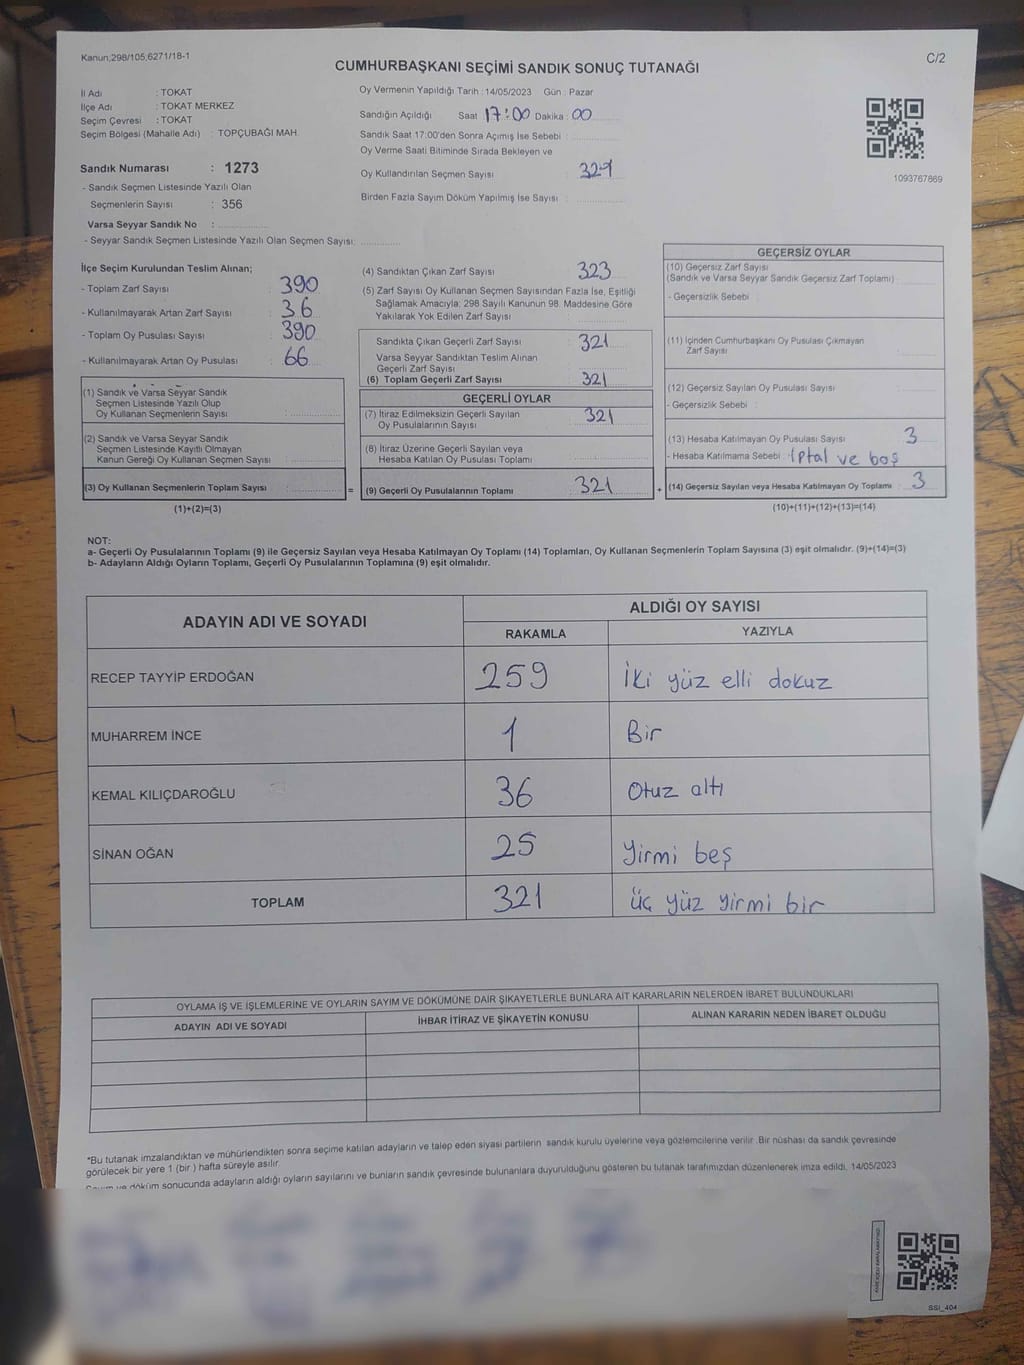 Kanun;298/105;6271/18-1
C/2
CUMHURBAŞKANI SEÇİMİ SANDIK SONUÇ TUTANAĞI
İl Adı : TOKAT
İlçe Adı : TOKAT MERKEZ
Seçim Çevresi : TOKAT
Seçim Bölgesi (Mahalle Adı) : TOPÇUBAĞI MAH.
Sandık Numarası : 1273
- Sandık Seçmen Listesinde Yazılı Olan
Seçmenlerin Sayısı : 356
Varsa Seyyar Sandık No :
- Seyyar Sandık Seçmen Listesinde Yazılı Olan Seçmen Sayısı:
Oy Vermenin Yapıldığı Tarih : 14/05/2023 Gün : Pazar
Sandığın Açıldığı Saat 17:00 Dakika : 00
Sandık Saat 17:00'den Sonra Açımış İse Sebebi :
Oy Verme Saati Bitiminde Sırada Bekleyen ve
Oy Kullandırılan Seçmen Sayısı
Birden Fazla Sayım Döküm Yapılmış İse Sayısı :
1093767869
İlçe Seçim Kurulundan Teslim Alınan;
- Toplam Zarf Sayısı : 390
- Kullanılmayarak Artan Zarf Sayısı : 36
- Toplam Oy Pusulası Sayısı : 390
- Kullanılmayarak Artan Oy Pusulası : 66
(1) Sandık ve Varsa Seyyar Sandık
Seçmen Listesinde Yazılı Olup
Oy Kullanan Seçmenlerin Sayısı :
(2) Sandık ve Varsa Seyyar Sandık
Seçmen Listesinde Kayıtlı Olmayan
Kanun Gereği Oy Kullanan Seçmen Sayısı :
(3) Oy Kullanan Seçmenlerin Toplam Sayısı :
(1)+(2)=(3)
(4) Sandıktan Çıkan Zarf Sayısı : 323
(5) Zarf Sayısı Oy Kullanan Seçmen Sayısından Fazla İse, Eşitliği
Sağlamak Amacıyla; 298 Sayılı Kanunun 98. Maddesine Göre
Yakılarak Yok Edilen Zarf Sayısı :
Sandıkta Çıkan Geçerli Zarf Sayısı : 321
Varsa Seyyar Sandıktan Teslim Alınan
Geçerli Zarf Sayısı
(6) Toplam Geçerli Zarf Sayısı : 321
GEÇERLİ OYLAR
(7) İtiraz Edilmeksizin Geçerli Sayılan : 321
Oy Pusulalarının Sayısı
(8) İtiraz Üzerine Geçerli Sayılan veya
Hesaba Katılan Oy Pusulası Toplamı :
= (9) Geçerli Oy Pusulalarının Toplamı : 321 +
GEÇERSİZ OYLAR
(10) Geçersiz Zarf Sayısı
(Sandık ve Varsa Seyyar Sandık Geçersiz Zarf Toplamı) :
- Geçersizlik Sebebi :
(11) İçinden Cumhurbaşkanı Oy Pusulası Çıkmayan
Zarf Sayısı :
(12) Geçersiz Sayılan Oy Pusulası Sayısı :
- Geçersizlik Sebebi :
(13) Hesaba Katılmayan Oy Pusulası Sayısı : 3
- Hesaba Katılmama Sebebi : İptal ve boş
(14) Geçersiz Sayılan veya Hesaba Katılmayan Oy Toplamı : 3
(10)+(11)+(12)+(13)=(14)
NOT:
a- Geçerli Oy Pusulalarının Toplamı (9) ile Geçersiz Sayılan veya Hesaba Katılmayan Oy Toplamı (14) Toplamları, Oy Kullanan Seçmenlerin Toplam Sayısına (3) eşit olmalıdır. (9)+(14)=(3)
b- Adayların Aldığı Oyların Toplamı, Geçerli Oy Pusulalarının Toplamına (9) eşit olmalıdır.
ADAYIN ADI VE SOYADI
ALDIĞI OY SAYISI
RAKAMLA YAZIYLA
RECEP TAYYİP ERDOĞAN 259 İki yüz elli dokuz
MUHARREM İNCE 1 Bir
KEMAL KILIÇDAROĞLU 36 Otuz altı
SİNAN OĞAN 25 Yirmi beş
TOPLAM 321 üç yüz yirmi bir
OYLAMA İŞ VE İŞLEMLERİNE VE OYLARIN SAYIM VE DÖKÜMÜNE DAİR ŞİKAYETLERLE BUNLARA AİT KARARLARIN NELERDEN İBARET BULUNDUKLARI
ADAYIN ADI VE SOYADI İHBAR İTİRAZ VE ŞİKAYETİN KONUSU ALINAN KARARIN NEDEN İBARET OLDUĞU
*Bu tutanak imzalandıktan ve mühürlendikten sonra seçime katılan adayların ve talep eden siyasi partilerin sandık kurulu üyelerine veya gözlemcilerine verilir. Bir nüshası da sandık çevresinde
görülecek bir yere 1 (bir) hafta süreyle asılır.
Sayım ve döküm sonucunda adayların aldığı oyların sayılarını ve bunların sandık çevresinde bulunanlara duyurulduğunu gösteren bu tutanak tarafımızdan düzenlenerek imza edildi. 14/05/2023
SSI_404